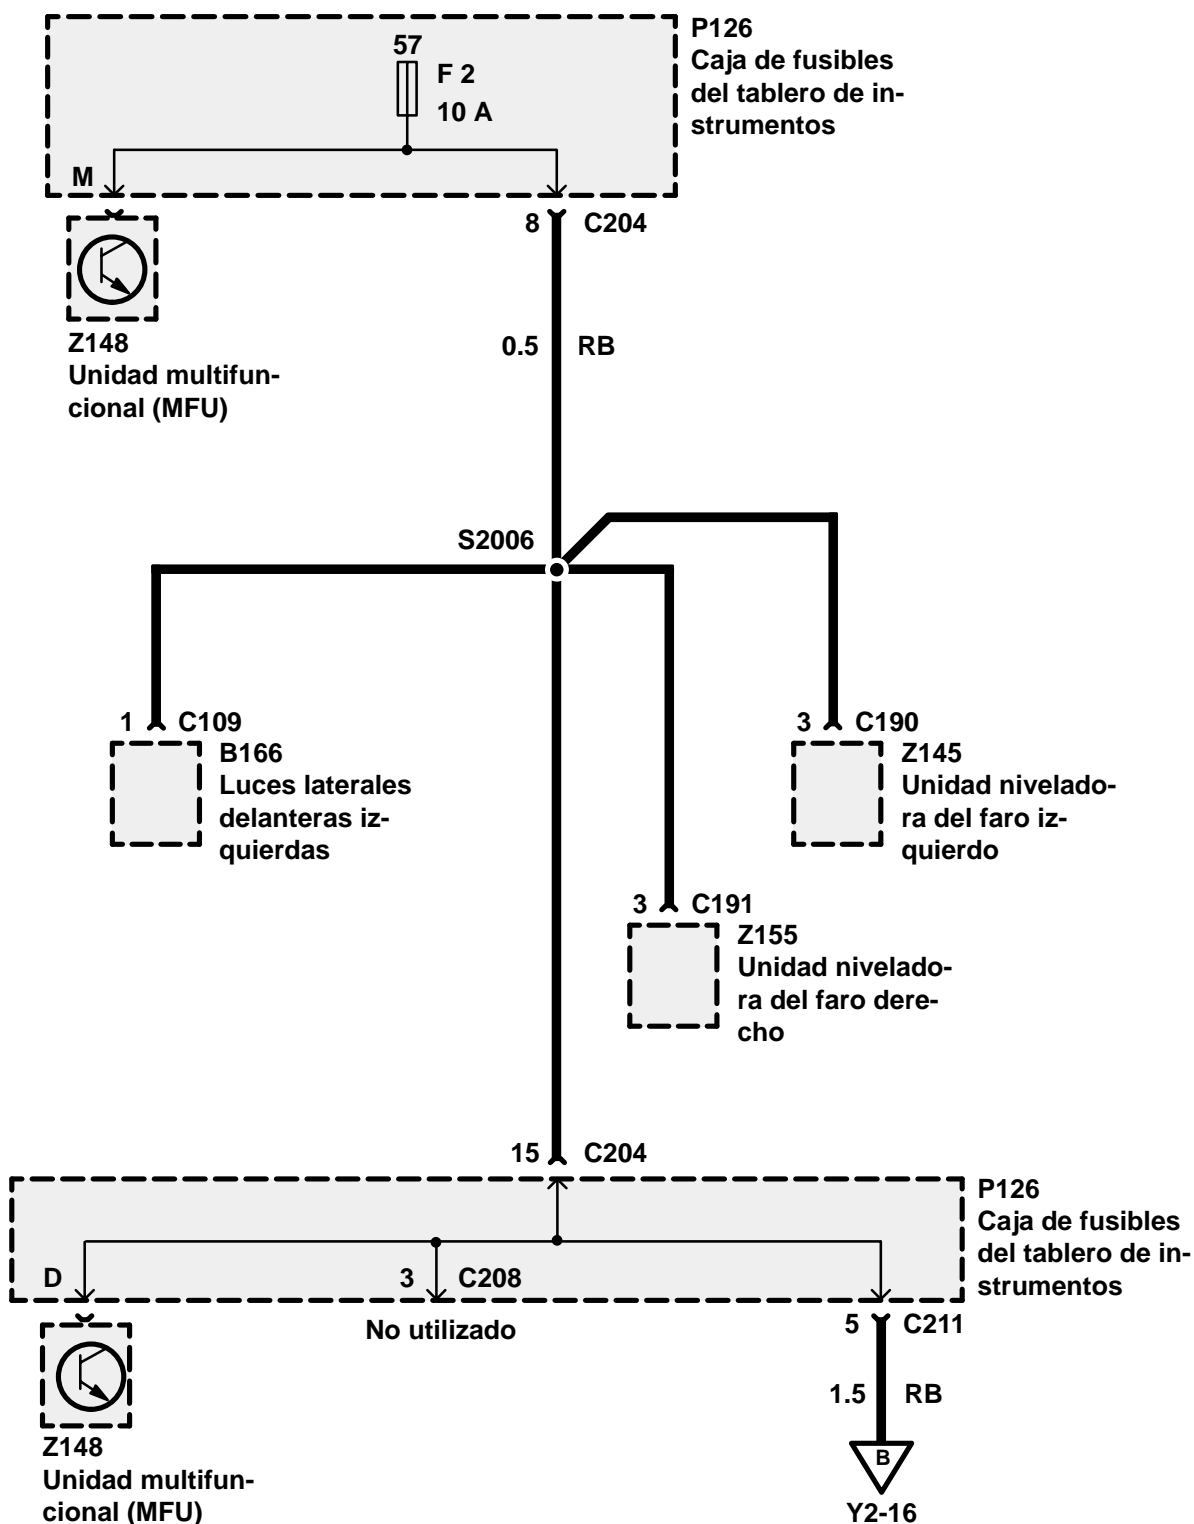 P126
Caja de fusibles
del tablero de in-
strumentos
57
F 2
10 A
M
8 C204
Z148
Unidad multifun-
cional (MFU)
0.5 RB
S2006
1 C109
B166
Luces laterales
delanteras iz-
quierdas
3 C190
Z145
Unidad nivelado-
ra del faro iz-
quierdo
3 C191
Z155
Unidad nivelado-
ra del faro dere-
cho
15 C204
P126
Caja de fusibles
del tablero de in-
strumentos
D
3 C208
No utilizado
5 C211
Z148
Unidad multifun-
cional (MFU)
1.5 RB
B
Y2-16